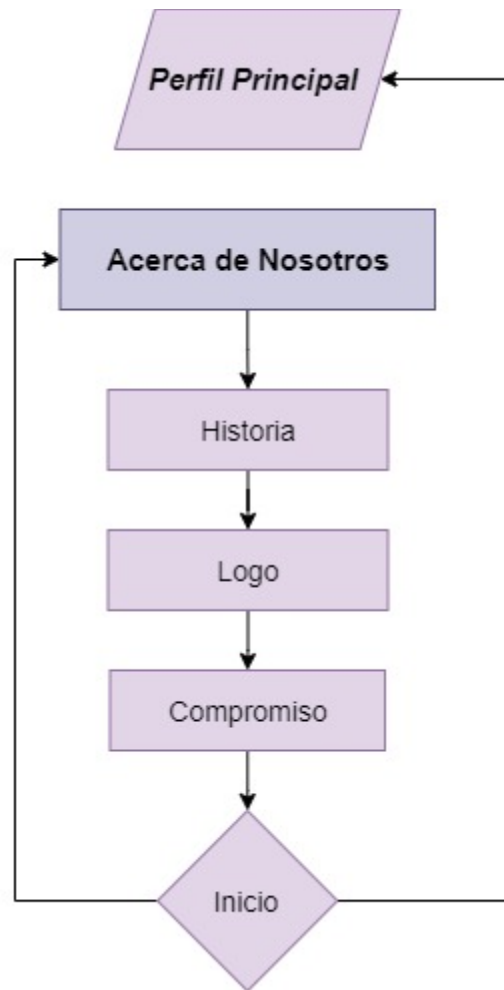 Perfil Principal
Acerca de Nosotros
Historia
Logo
Compromiso
Inicio